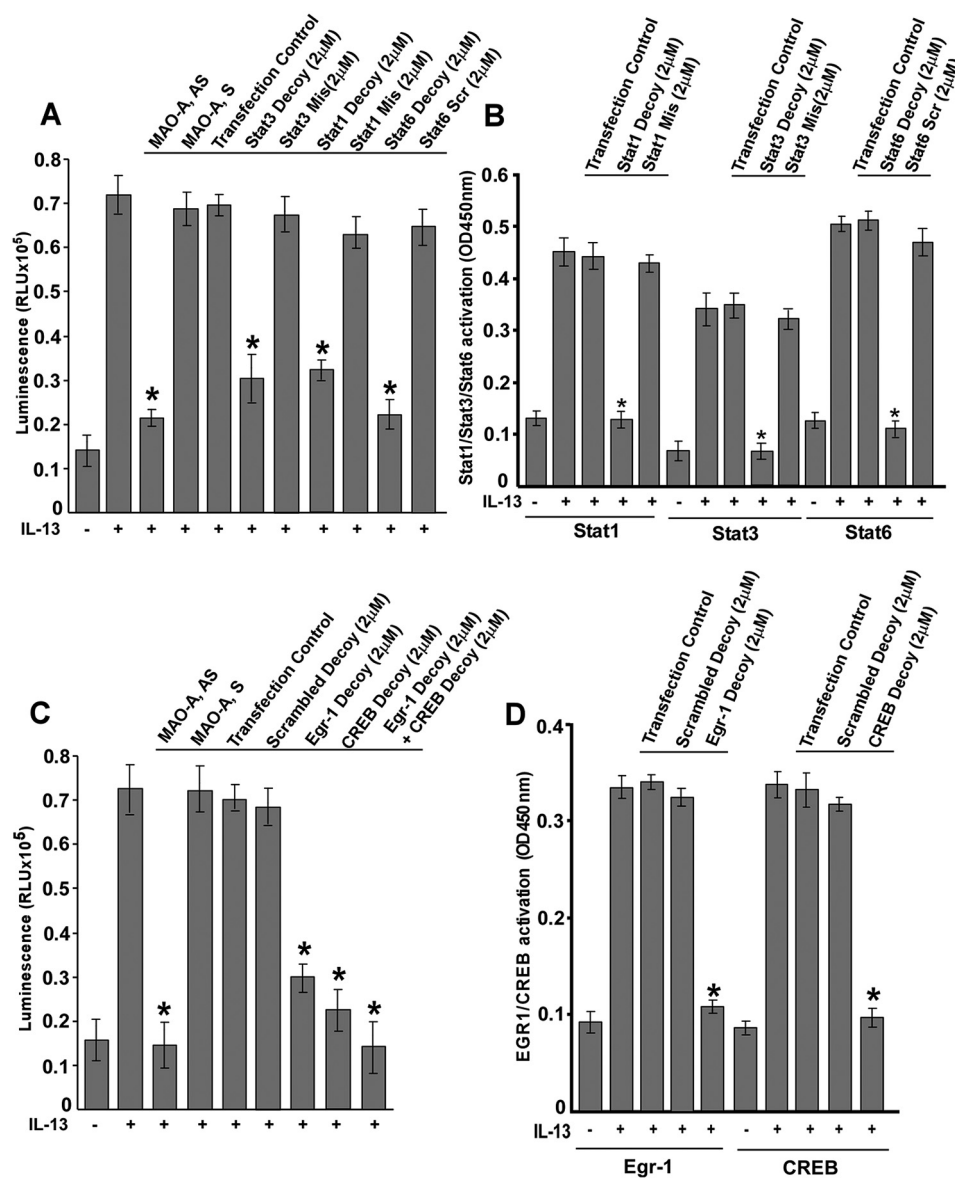 A
MAO-A, AS
MAO-A, S
Transfection Control
Stat3 Decoy (2μM)
Stat3 Mis(2μM)
Stat1 Decoy (2μM)
Stat1 Mis (2μM)
Stat6 Decoy (2μM)
Stat6 Scr (2μM)
Luminescence (RLUx10⁵)
0.8
0.7
0.6
0.5
0.4
0.3
0.2
0.1
0
* * * *
IL-13 - + + + + + + + + + +
B
Transfection Control
Stat1 Decoy (2μM)
Stat1 Mis (2μM)
Transfection Control
Stat3 Decoy (2μM)
Stat3 Mis(2μM)
Transfection Control
Stat6 Decoy (2μM)
Stat6 Scr (2μM)
Stat1/Stat3/Stat6 activation (OD450nm)
0.6
0.5
0.4
0.3
0.2
0.1
0
* * *
IL-13 - + + + + - + + + + - + + + +
Stat1 Stat3 Stat6
C
MAO-A, AS
MAO-A, S
Transfection Control
Scrambled Decoy (2μM)
Egr-1 Decoy (2μM)
CREB Decoy (2μM)
Egr-1 Decoy (2μM)
+ CREB Decoy (2μM)
Luminescence (RLUx10⁵)
0.8
0.7
0.6
0.5
0.4
0.3
0.2
0.1
0
* * * *
IL-13 - + + + + + + + +
D
Transfection Control
Scrambled Decoy (2μM)
Egr-1 Decoy (2μM)
Transfection Control
Scrambled Decoy (2μM)
CREB Decoy (2μM)
EGR1/CREB activation (OD450nm)
0.4
0.3
0.2
0.1
0
* *
IL-13 - + + + + - + + + +
Egr-1 CREB